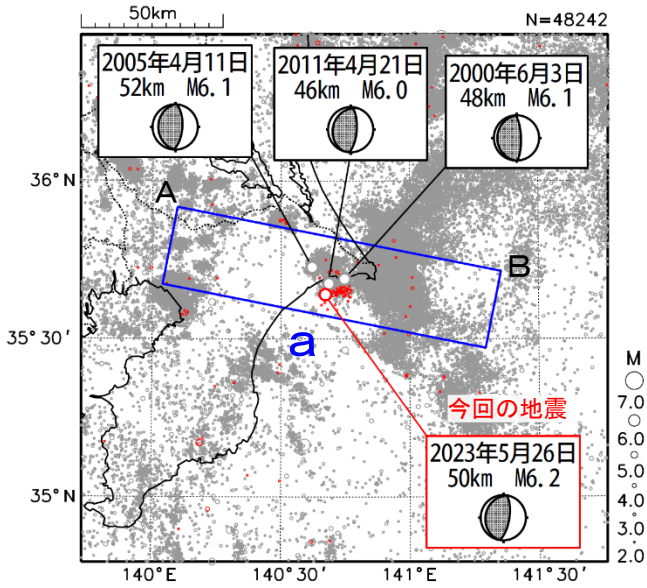 50km
N=48242
2005年4月11日
52km M6.1
2011年4月21日
46km M6.0
2000年6月3日
48km M6.1
36°N
A
B
35°30′
a
今回の地震
2023年5月26日
50km M6.2
35°N
M
7.0
6.0
5.0
4.0
3.0
2.0
140°E
140°30′
141°E
141°30′